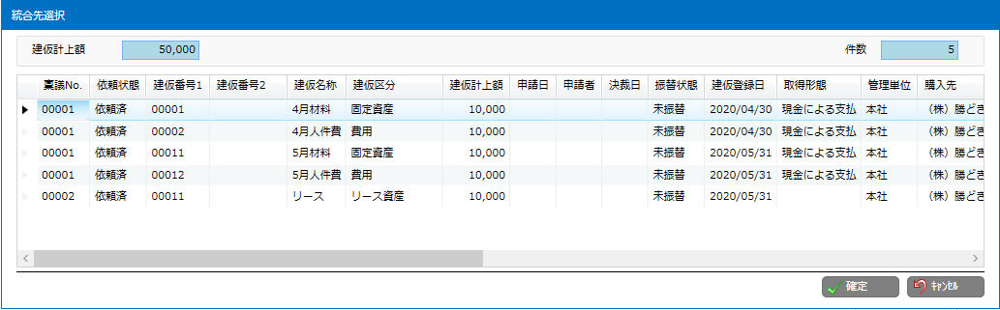 統合先選択
建仮計上額 50,000 件数 5
稟議No. 依頼状態 建仮番号1 建仮番号2 建仮名称 建仮区分 建仮計上額 申請日 申請者 決裁日 振替状態 建仮登録日 取得形態 管理単位 購入先
00001 依頼済 00001 4月材料 固定資産 10,000 未振替 2020/04/30 現金による支払 本社 （株）勝どき
00001 依頼済 00002 4月人件費 費用 10,000 未振替 2020/04/30 現金による支払 本社 （株）勝どき
00001 依頼済 00011 5月材料 固定資産 10,000 未振替 2020/05/31 現金による支払 本社 （株）勝どき
00001 依頼済 00012 5月人件費 費用 10,000 未振替 2020/05/31 現金による支払 本社 （株）勝どき
00002 依頼済 00011 リース リース資産 10,000 未振替 2020/05/31 本社 （株）勝どき
確定 ｷｬﾝｾﾙ